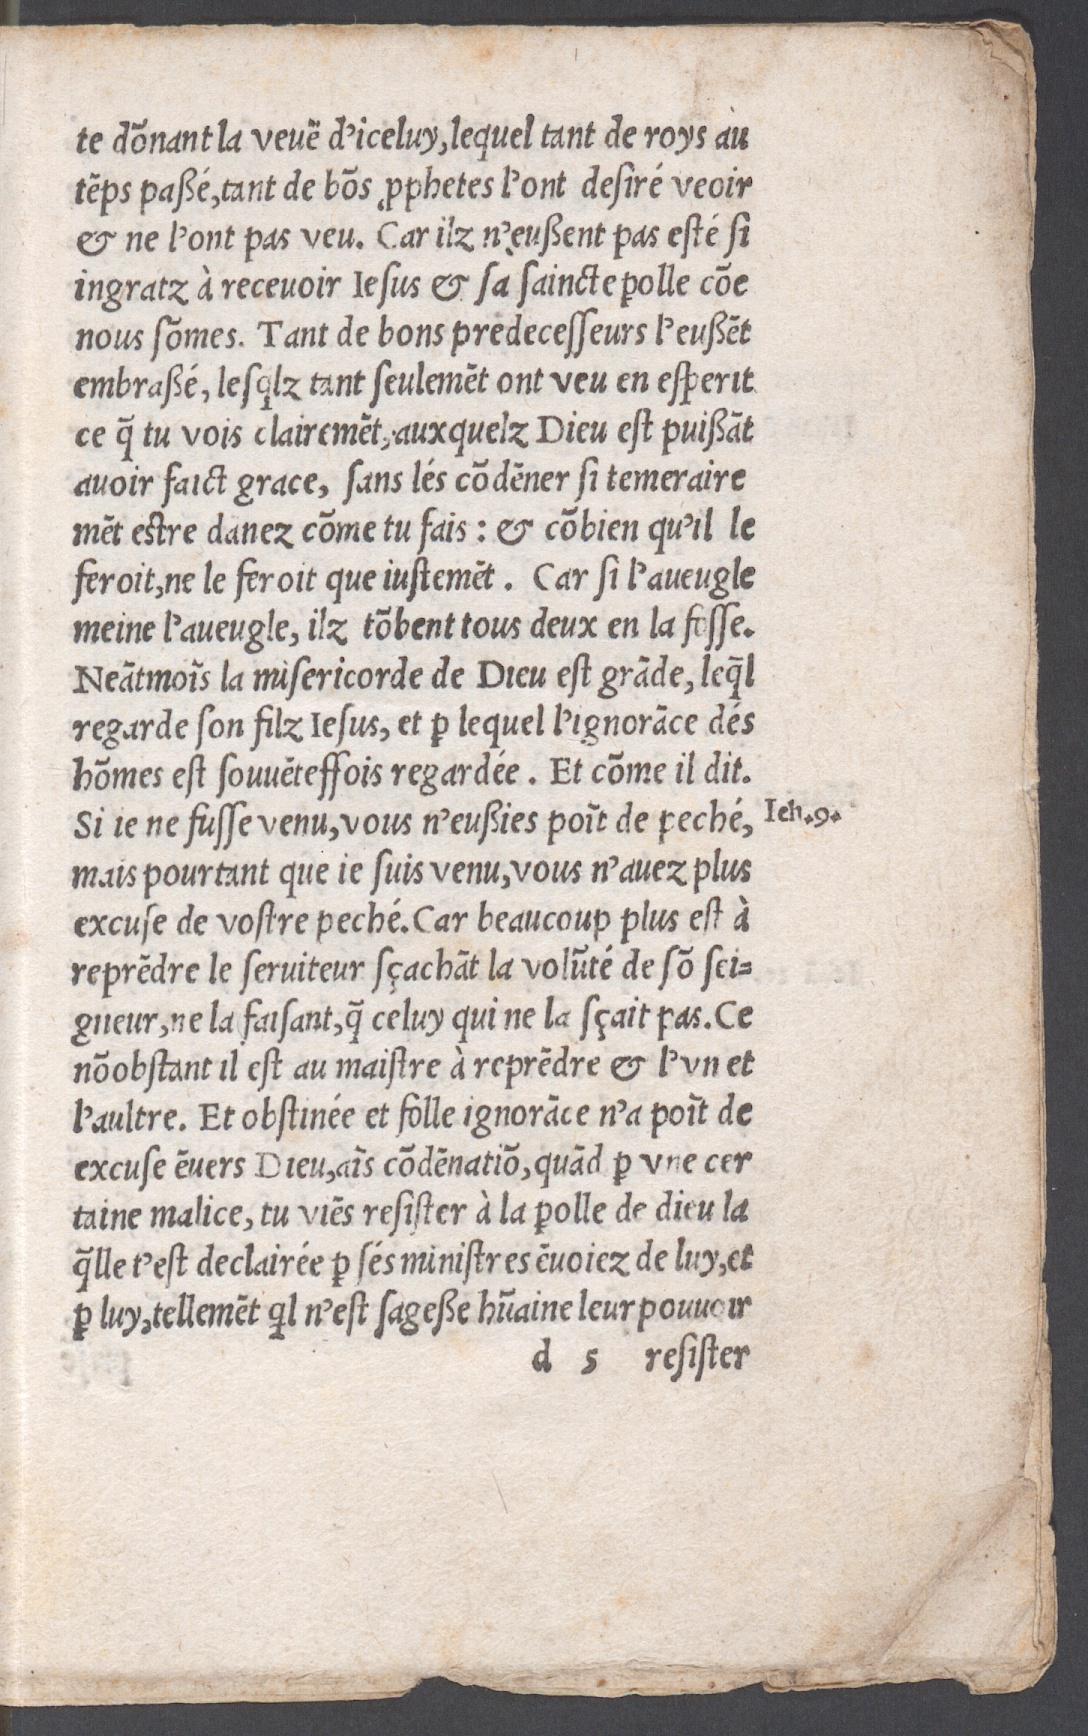 te dõnant la veuë d'iceluy, lequel tant de roys au
tẽps paßé, tant de bõs ꝓphetes l'ont desiré veoir
& ne l'ont pas veu. Car ilz n'eußent pas esté si
ingratz à receuoir Iesus & sa saincte ꝑolle cõe
nous sõmes. Tant de bons predecesseurs l'eußẽt
embraßé, lesq̃lz tant seulemẽt ont veu en esperit
ce q̃ tu vois clairemẽt, auxquelz Dieu est puißãt
auoir faict grace, sans lés cõdẽner si temeraire
mẽt estre danez cõme tu fais : & cõbien qu'il le
feroit, ne le feroit que iustemẽt. Car si l'aueugle
meine l'aueugle, ilz tõbent tous deux en la fosse.
Neãtmoĩs la misericorde de Dieu est grãde, leq̃l
regarde son filz Iesus, et ꝑ lequel l'ignorãce dés
hõmes est souuẽteffois regardée. Et cõme il dit.
Si ie ne fusse venu, vous n'eußies poĩt de peché,
Ieh.9.
mais pourtant que ie suis venu, vous n'auez plus
excuse de vostre peché. Car beaucoup plus est à
reprẽdre le seruiteur sçachãt la volũté de sõ sei=
gneur, ne la faisant, q̃ celuy qui ne la sçait pas. Ce
nõobstant il est au maistre à reprẽdre & l'vn et
l'aultre. Et obstinée et folle ignorãce n'a poĩt de
excuse ẽuers Dieu, aĩs cõdẽnatiõ, quãd ꝑ vne cer
taine malice, tu viẽs resister à la ꝑolle de dieu la
q̃lle t'est declairée ꝑ sés ministres ẽuoiez de luy, et
ꝑ luy, tellemẽt q̃l n'est sageße hũaine leur pouuoir
d 5 resister